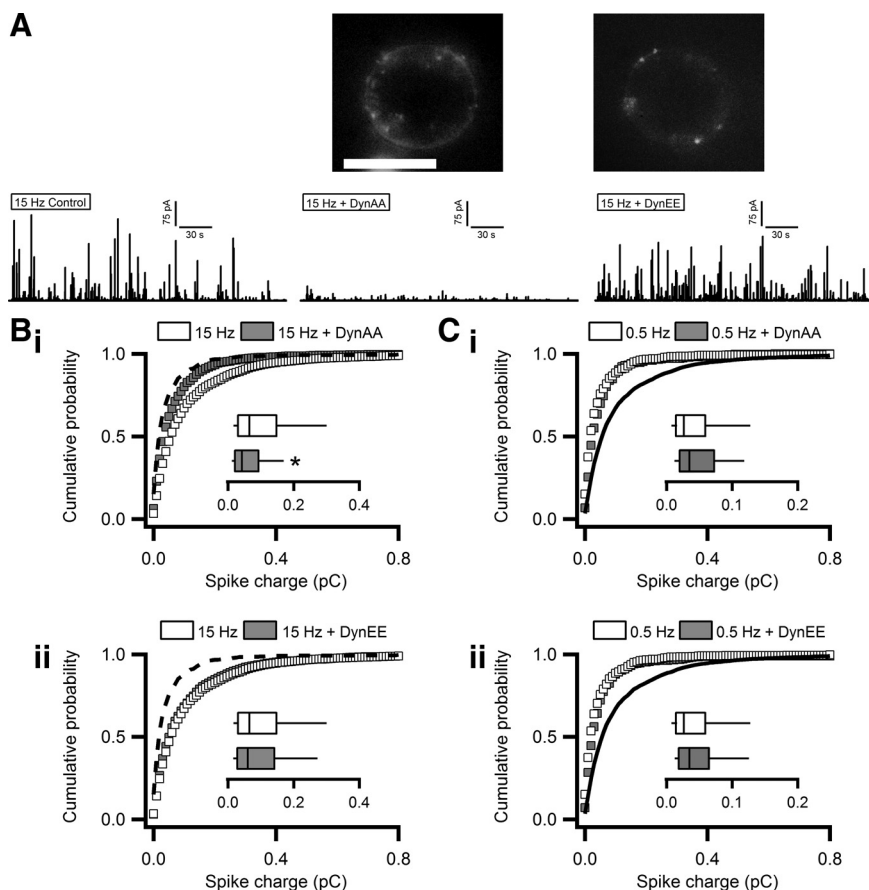 A
15 Hz Control
75 pA
30 s
15 Hz + DynAA
75 pA
30 s
15 Hz + DynEE
75 pA
30 s
B i
15 Hz 15 Hz + DynAA
Cumulative probability
1.0
0.5
0.0
*
0.0 0.2 0.4
0.0 0.4 0.8
Spike charge (pC)
C i
0.5 Hz 0.5 Hz + DynAA
Cumulative probability
1.0
0.5
0.0
0.0 0.1 0.2
0.0 0.4 0.8
Spike charge (pC)
ii
15 Hz 15 Hz + DynEE
Cumulative probability
1.0
0.5
0.0
0.0 0.2 0.4
0.0 0.4 0.8
Spike charge (pC)
ii
0.5 Hz 0.5 Hz + DynEE
Cumulative probability
1.0
0.5
0.0
0.0 0.1 0.2
0.0 0.4 0.8
Spike charge (pC)